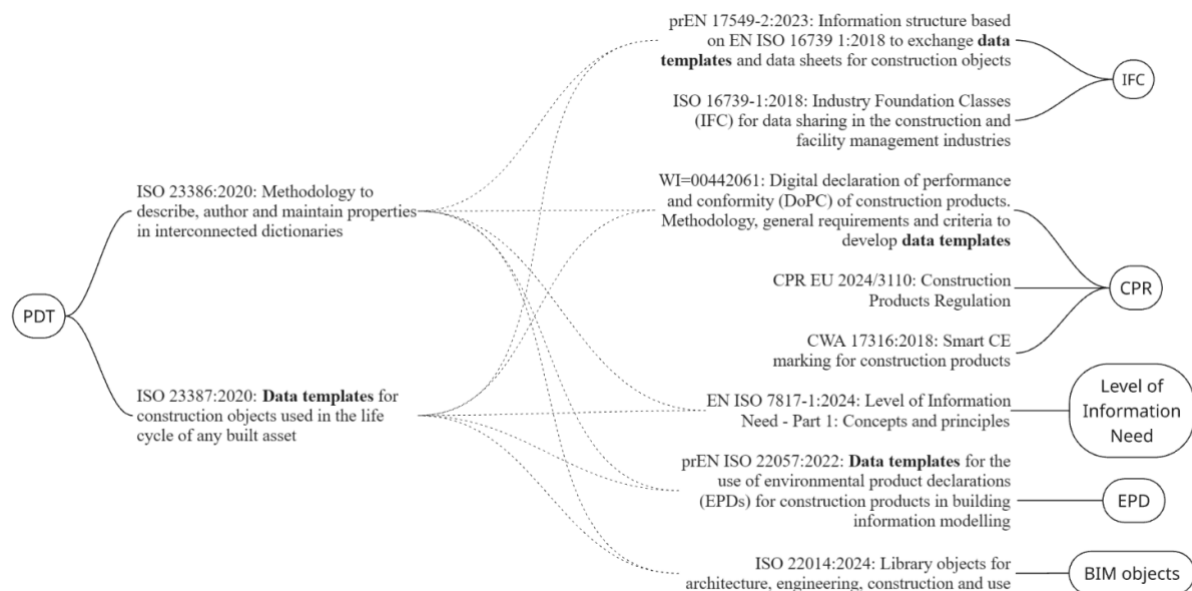 PDT
ISO 23386:2020: Methodology to
describe, author and maintain properties
in interconnected dictionaries
ISO 23387:2020: Data templates for
construction objects used in the life
cycle of any built asset
prEN 17549-2:2023: Information structure based
on EN ISO 16739 1:2018 to exchange data
templates and data sheets for construction objects
ISO 16739-1:2018: Industry Foundation Classes
(IFC) for data sharing in the construction and
facility management industries
IFC
WI=00442061: Digital declaration of performance
and conformity (DoPC) of construction products.
Methodology, general requirements and criteria to
develop data templates
CPR EU 2024/3110: Construction
Products Regulation
CWA 17316:2018: Smart CE
marking for construction products
CPR
EN ISO 7817-1:2024: Level of Information
Need - Part 1: Concepts and principles
Level of
Information
Need
prEN ISO 22057:2022: Data templates for the
use of environmental product declarations
(EPDs) for construction products in building
information modelling
EPD
ISO 22014:2024: Library objects for
architecture, engineering, construction and use
BIM objects